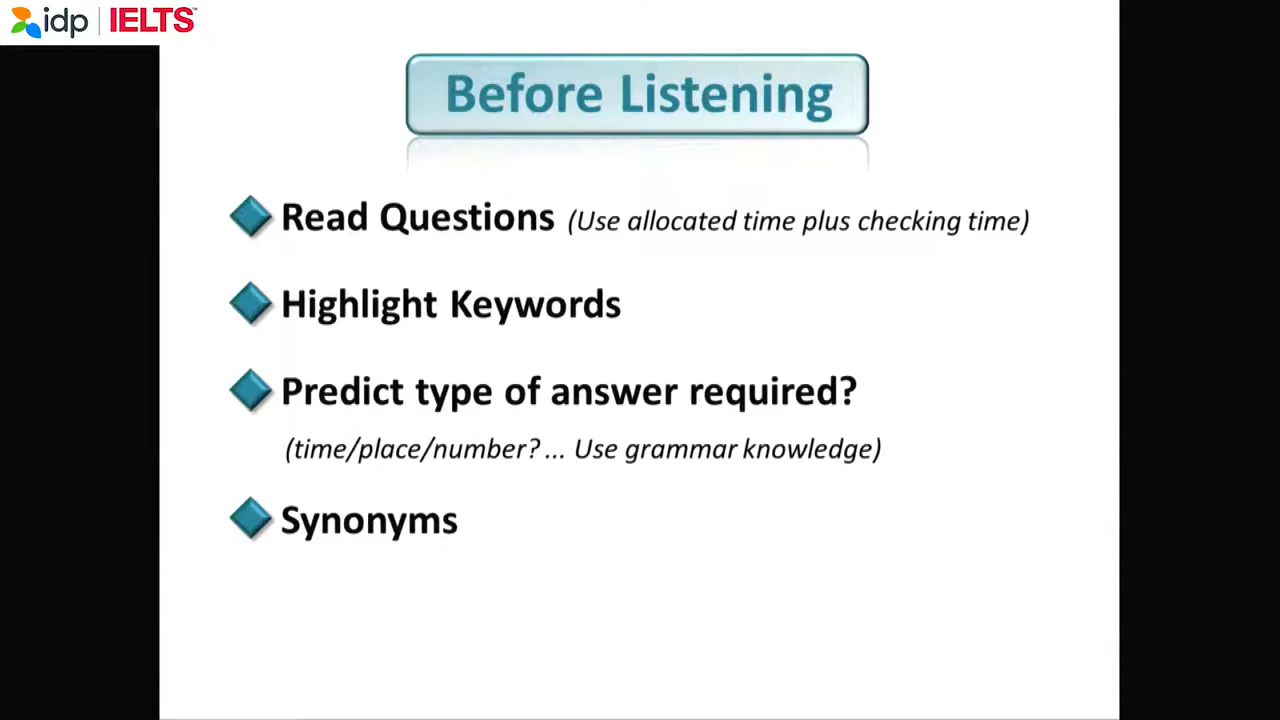 idp | IELTS™
Before Listening
Read Questions (Use allocated time plus checking time)
Highlight Keywords
Predict type of answer required?
(time/place/number? ... Use grammar knowledge)
Synonyms